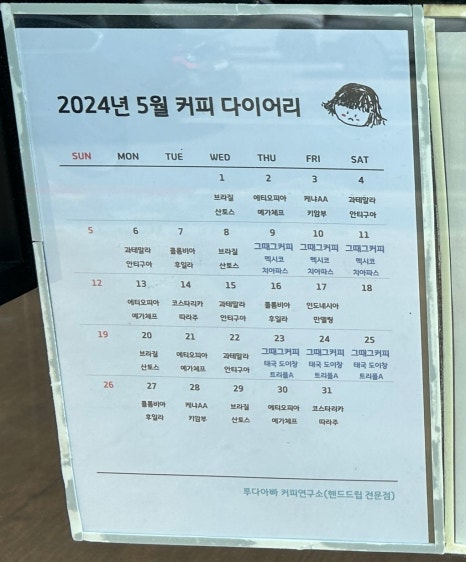 2024년 5월 커피 다이어리
SUN MON TUE WED THU FRI SAT
1 2 3 4
브라질 에티오피아 케냐AA 과테말라
산토스 예가체프 키암부 안티구아
5 6 7 8 9 10 11
과테말라 콜롬비아 브라질 그때그커피 그때그커피 그때그커피
안티구아 후일라 산토스 멕시코 멕시코 멕시코
치아파스 치아파스 치아파스
12 13 14 15 16 17 18
에티오피아 코스타리카 과테말라 콜롬비아 인도네시아
예가체프 따라주 안티구아 후일라 만델링
19 20 21 22 23 24 25
브라질 에티오피아 과테말라 그때그커피 그때그커피 그때그커피
산토스 예가체프 안티구아 태국 도이창 태국 도이창 태국 도이창
트리플A 트리플A 트리플A
26 27 28 29 30 31
콜롬비아 케냐AA 브라질 에티오피아 코스타리카
후일라 키암부 산토스 예가체프 따라주
투다아빠 커피연구소(핸드드립 전문점)